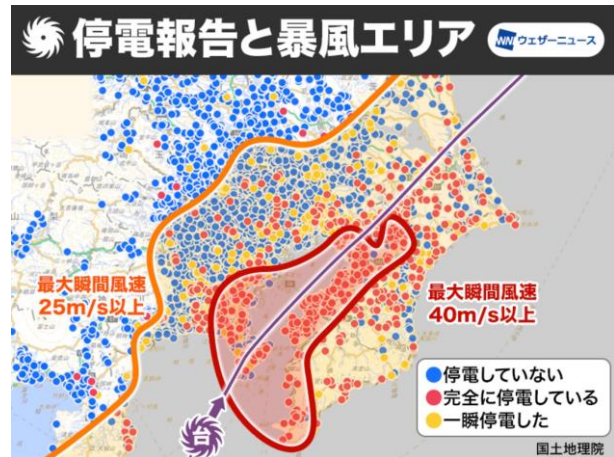 停電報告と暴風エリア
WNI ウェザーニュース
最大瞬間風速
25m/s以上
最大瞬間風速
40m/s以上
台
停電していない
完全に停電している
一瞬停電した
国土地理院